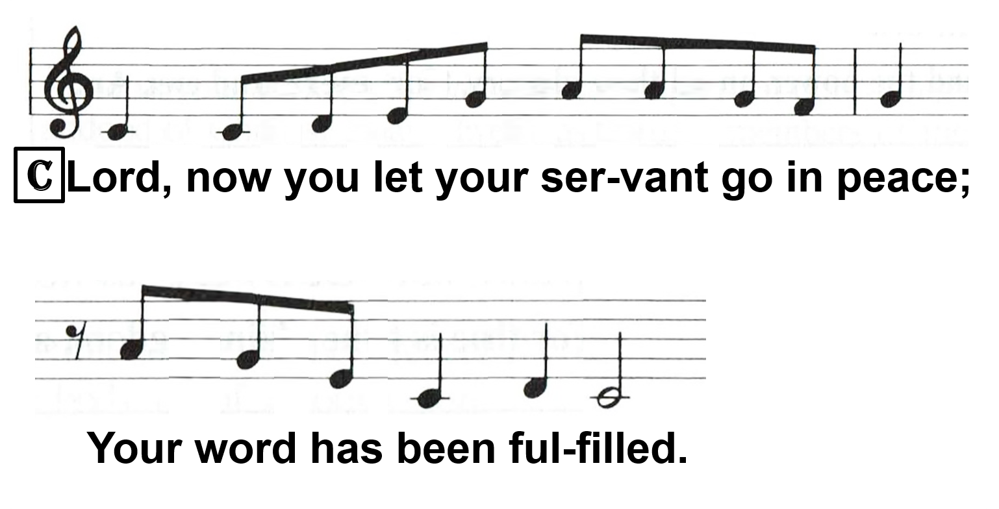 C Lord, now you let your ser-vant go in peace;
Your word has been ful-filled.